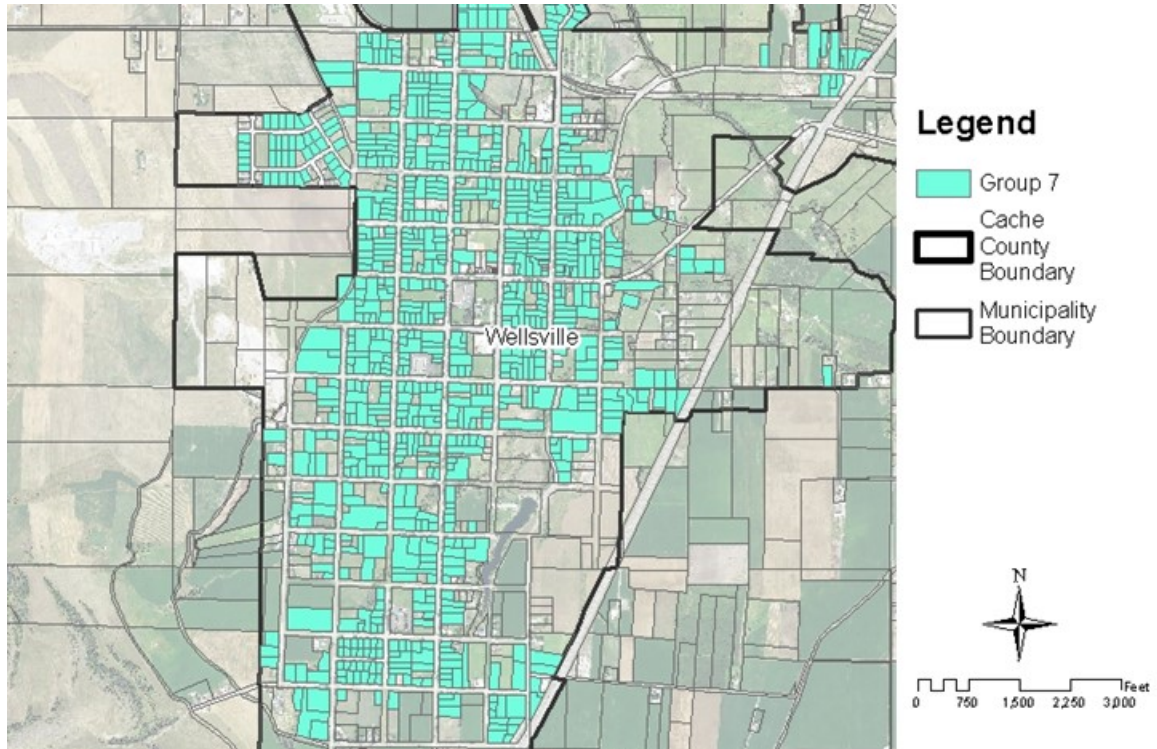 Wellsville
Legend
Group 7
Cache
County
Boundary
Municipality
Boundary
N
Feet
0 750 1,500 2,250 3,000